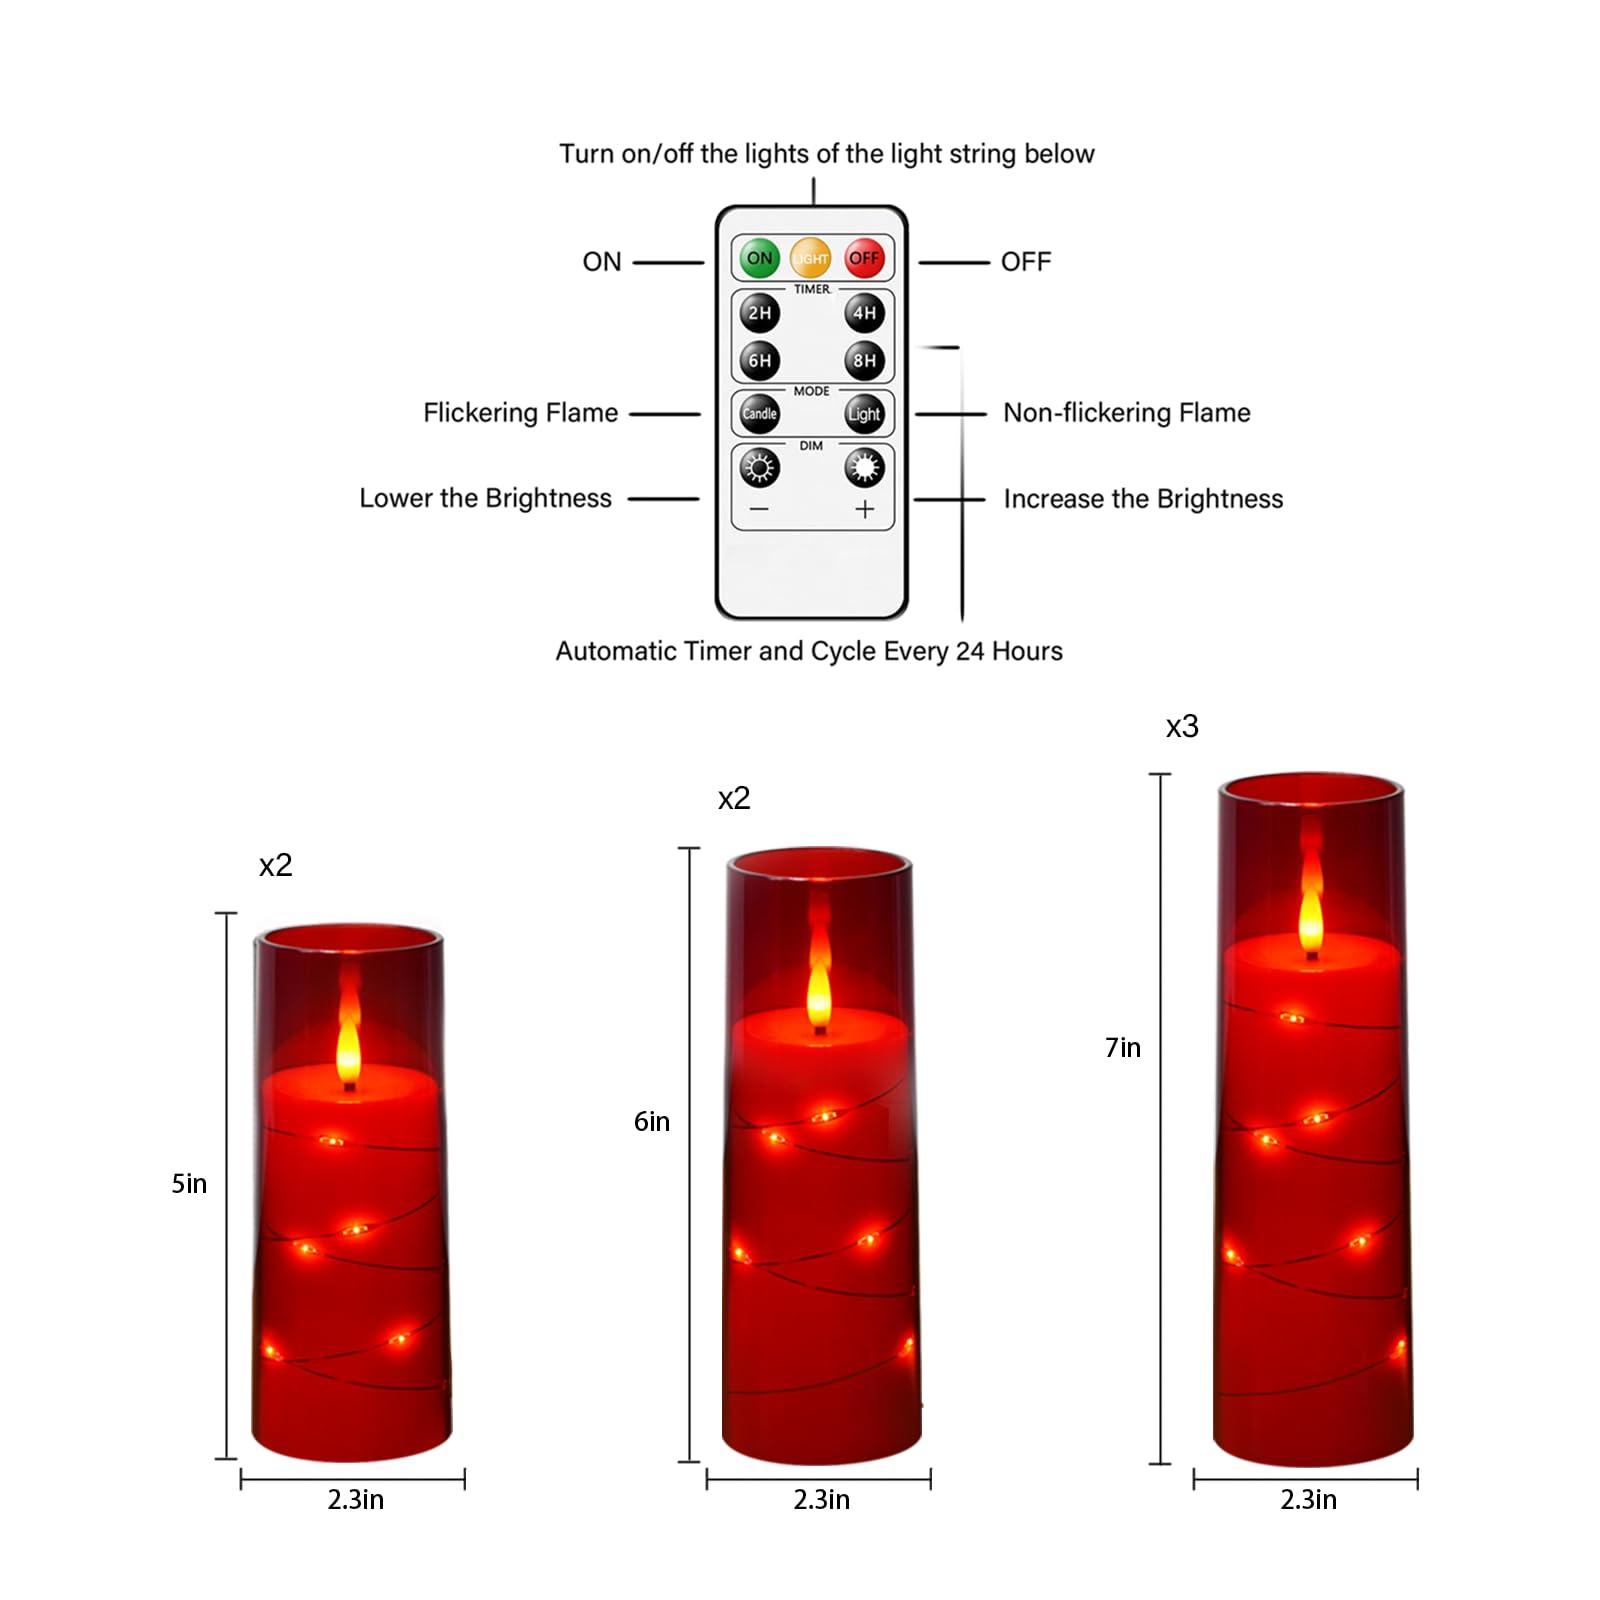 Turn on/off the lights of the light string below
ON
ON LIGHT OFF
OFF
TIMER
2H 4H
6H 8H
MODE
Flickering Flame
Candle Light
Non-flickering Flame
DIM
Lower the Brightness
− +
Increase the Brightness
Automatic Timer and Cycle Every 24 Hours
x3
x2
x2
7in
6in
5in
2.3in
2.3in
2.3in